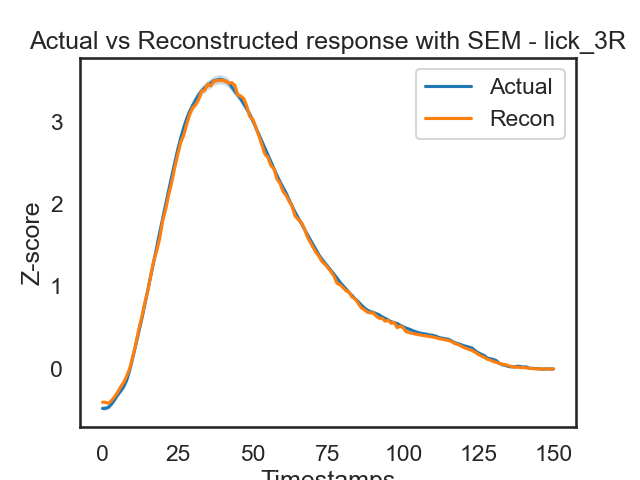 Actual vs Reconstructed response with SEM - lick_3R
Actual
Recon
Z-score
3
2
1
0
0 25 50 75 100 125 150
Timestamps